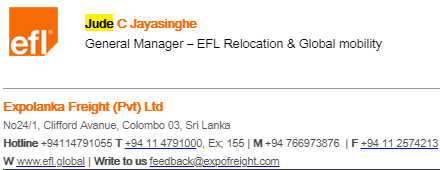 efl
Jude C Jayasinghe
General Manager – EFL Relocation & Global mobility
Expolanka Freight (Pvt) Ltd
No24/1, Clifford Avanue, Colombo 03, Sri Lanka
Hotline +94114791055 T +94 11 4791000, Ex; 155 | M +94 766973876 | F +94 11 2574213
W www.efl.global | Write to us feedback@expofreight.com